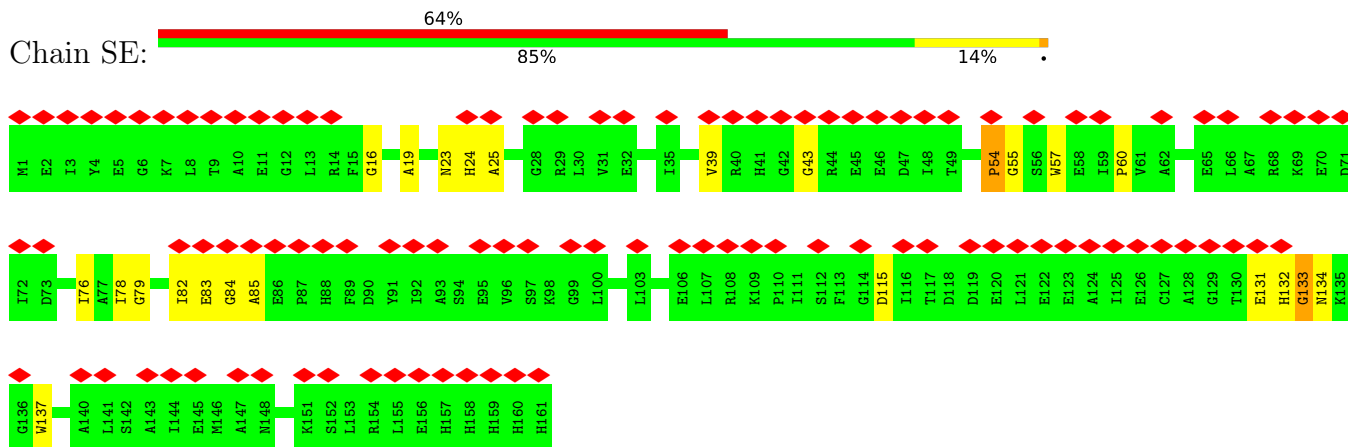 64%
Chain SE:
85% 14% •
M1 E2 I3 Y4 E5 G6 K7 L8 T9 A10 E11 G12 L13 R14 F15 G16 A19 N23 H24 A25 G28 R29 L30 V31 E32 I35 V39 R40 H41 G42 G43 R44 E45 E46 D47 I48 T49 P54 G55 S56 W57 E58 I59 P60 V61 A62 E65 L66 A67 R68 K69 E70 D71
I72 D73 I76 A77 I78 G79 I82 E83 G84 A85 E86 P87 H88 F89 D90 Y91 I92 A93 S94 E95 V96 S97 K98 G99 L100 L103 E106 L107 R108 K109 P110 I111 S112 F113 G114 D115 I116 T117 D118 D119 E120 L121 E122 E123 A124 I125 E126 C127 A128 G129 T130 E131 H132 G133 N134 K135
G136 W137 A140 L141 S142 A143 I144 E145 M146 A147 N148 K151 S152 L153 R154 L155 E156 H157 H158 H159 H160 H161